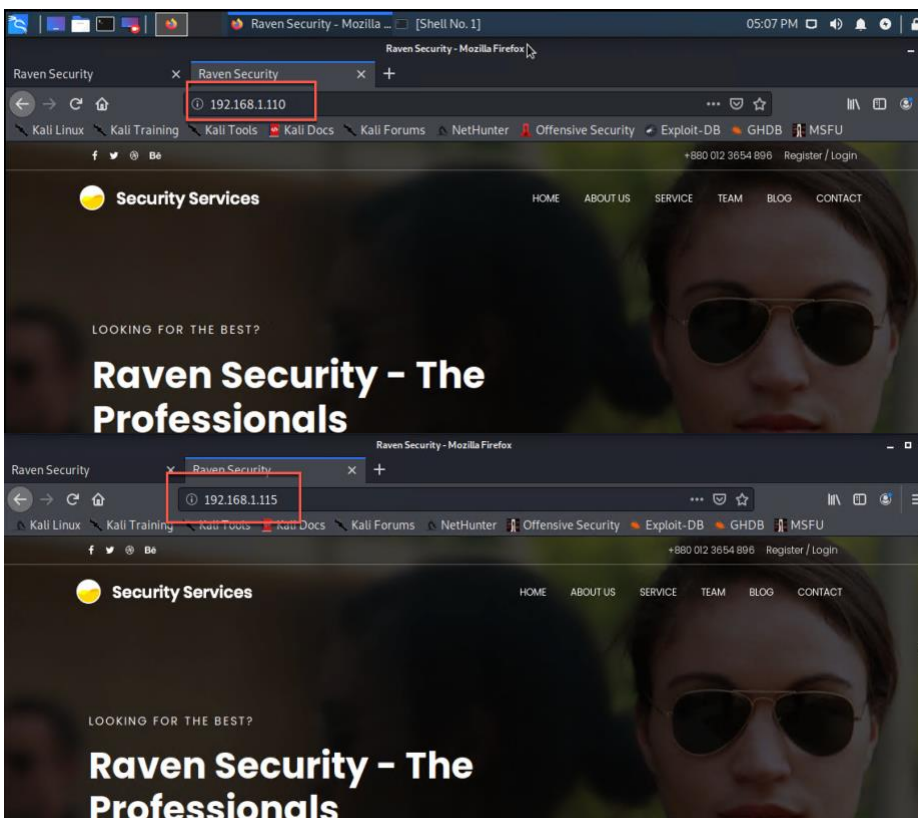 Raven Security - Mozilla ... [Shell No. 1] 05:07 PM
Raven Security - Mozilla Firefox
Raven Security × Raven Security × +
192.168.1.110
Kali Linux Kali Training Kali Tools Kali Docs Kali Forums NetHunter Offensive Security Exploit-DB GHDB MSFU
f Bē +880 012 3654 896 Register / Login
Security Services HOME ABOUT US SERVICE TEAM BLOG CONTACT
LOOKING FOR THE BEST?
Raven Security - The
Professionals
Raven Security - Mozilla Firefox
Raven Security × Raven Security × +
192.168.1.115
Kali Linux Kali Training Kali Tools Kali Docs Kali Forums NetHunter Offensive Security Exploit-DB GHDB MSFU
f Bē +880 012 3654 896 Register / Login
Security Services HOME ABOUT US SERVICE TEAM BLOG CONTACT
LOOKING FOR THE BEST?
Raven Security - The
Professionals